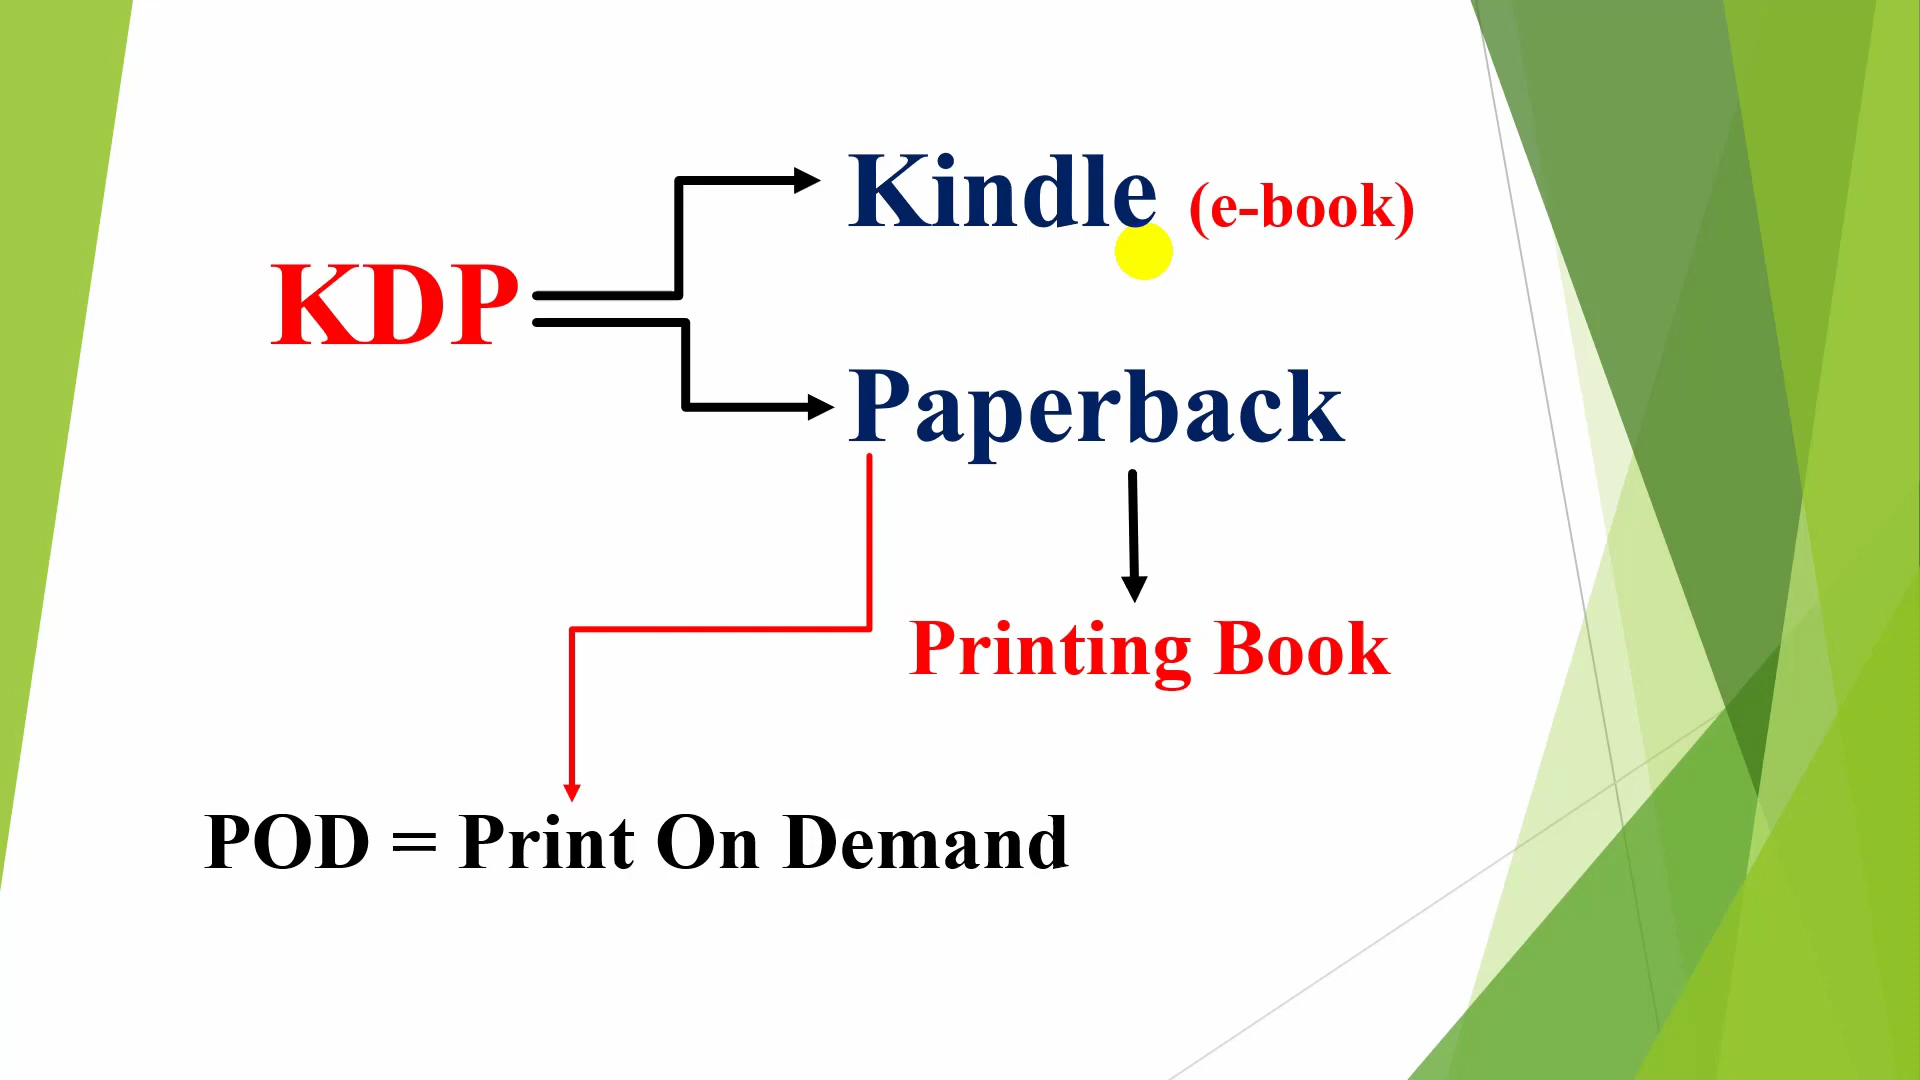 Kindle (e-book)
KDP
Paperback
Printing Book
POD = Print On Demand